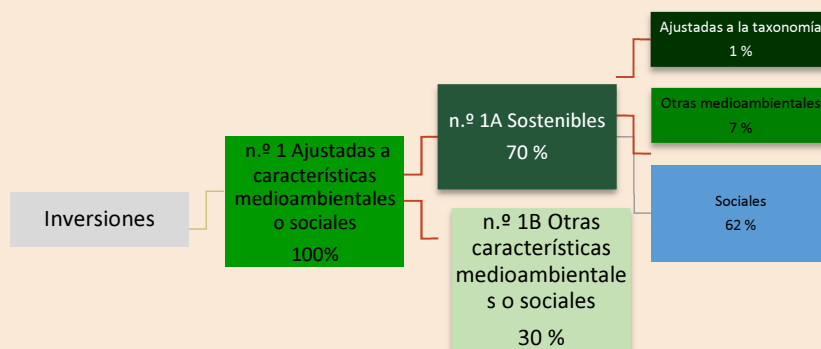 Inversiones
n.º 1 Ajustadas a
características
medioambientales
o sociales
100%
n.º 1A Sostenibles
70 %
n.º 1B Otras
características
medioambientale
s o sociales
30 %
Ajustadas a la taxonomía
1 %
Otras medioambientales
7 %
Sociales
62 %